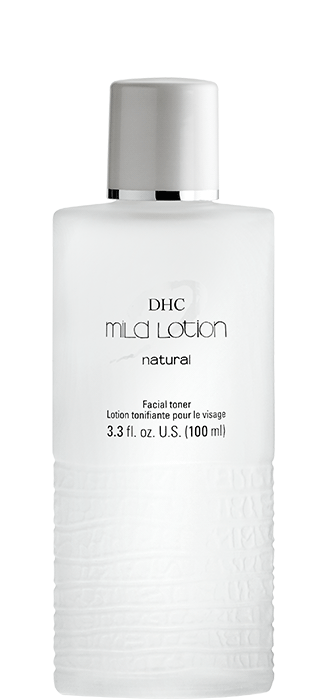 DHC
mild Lotion
natural
Facial toner
Lotion tonifiante pour le visage
3.3 fl. oz. U.S. (100 ml)